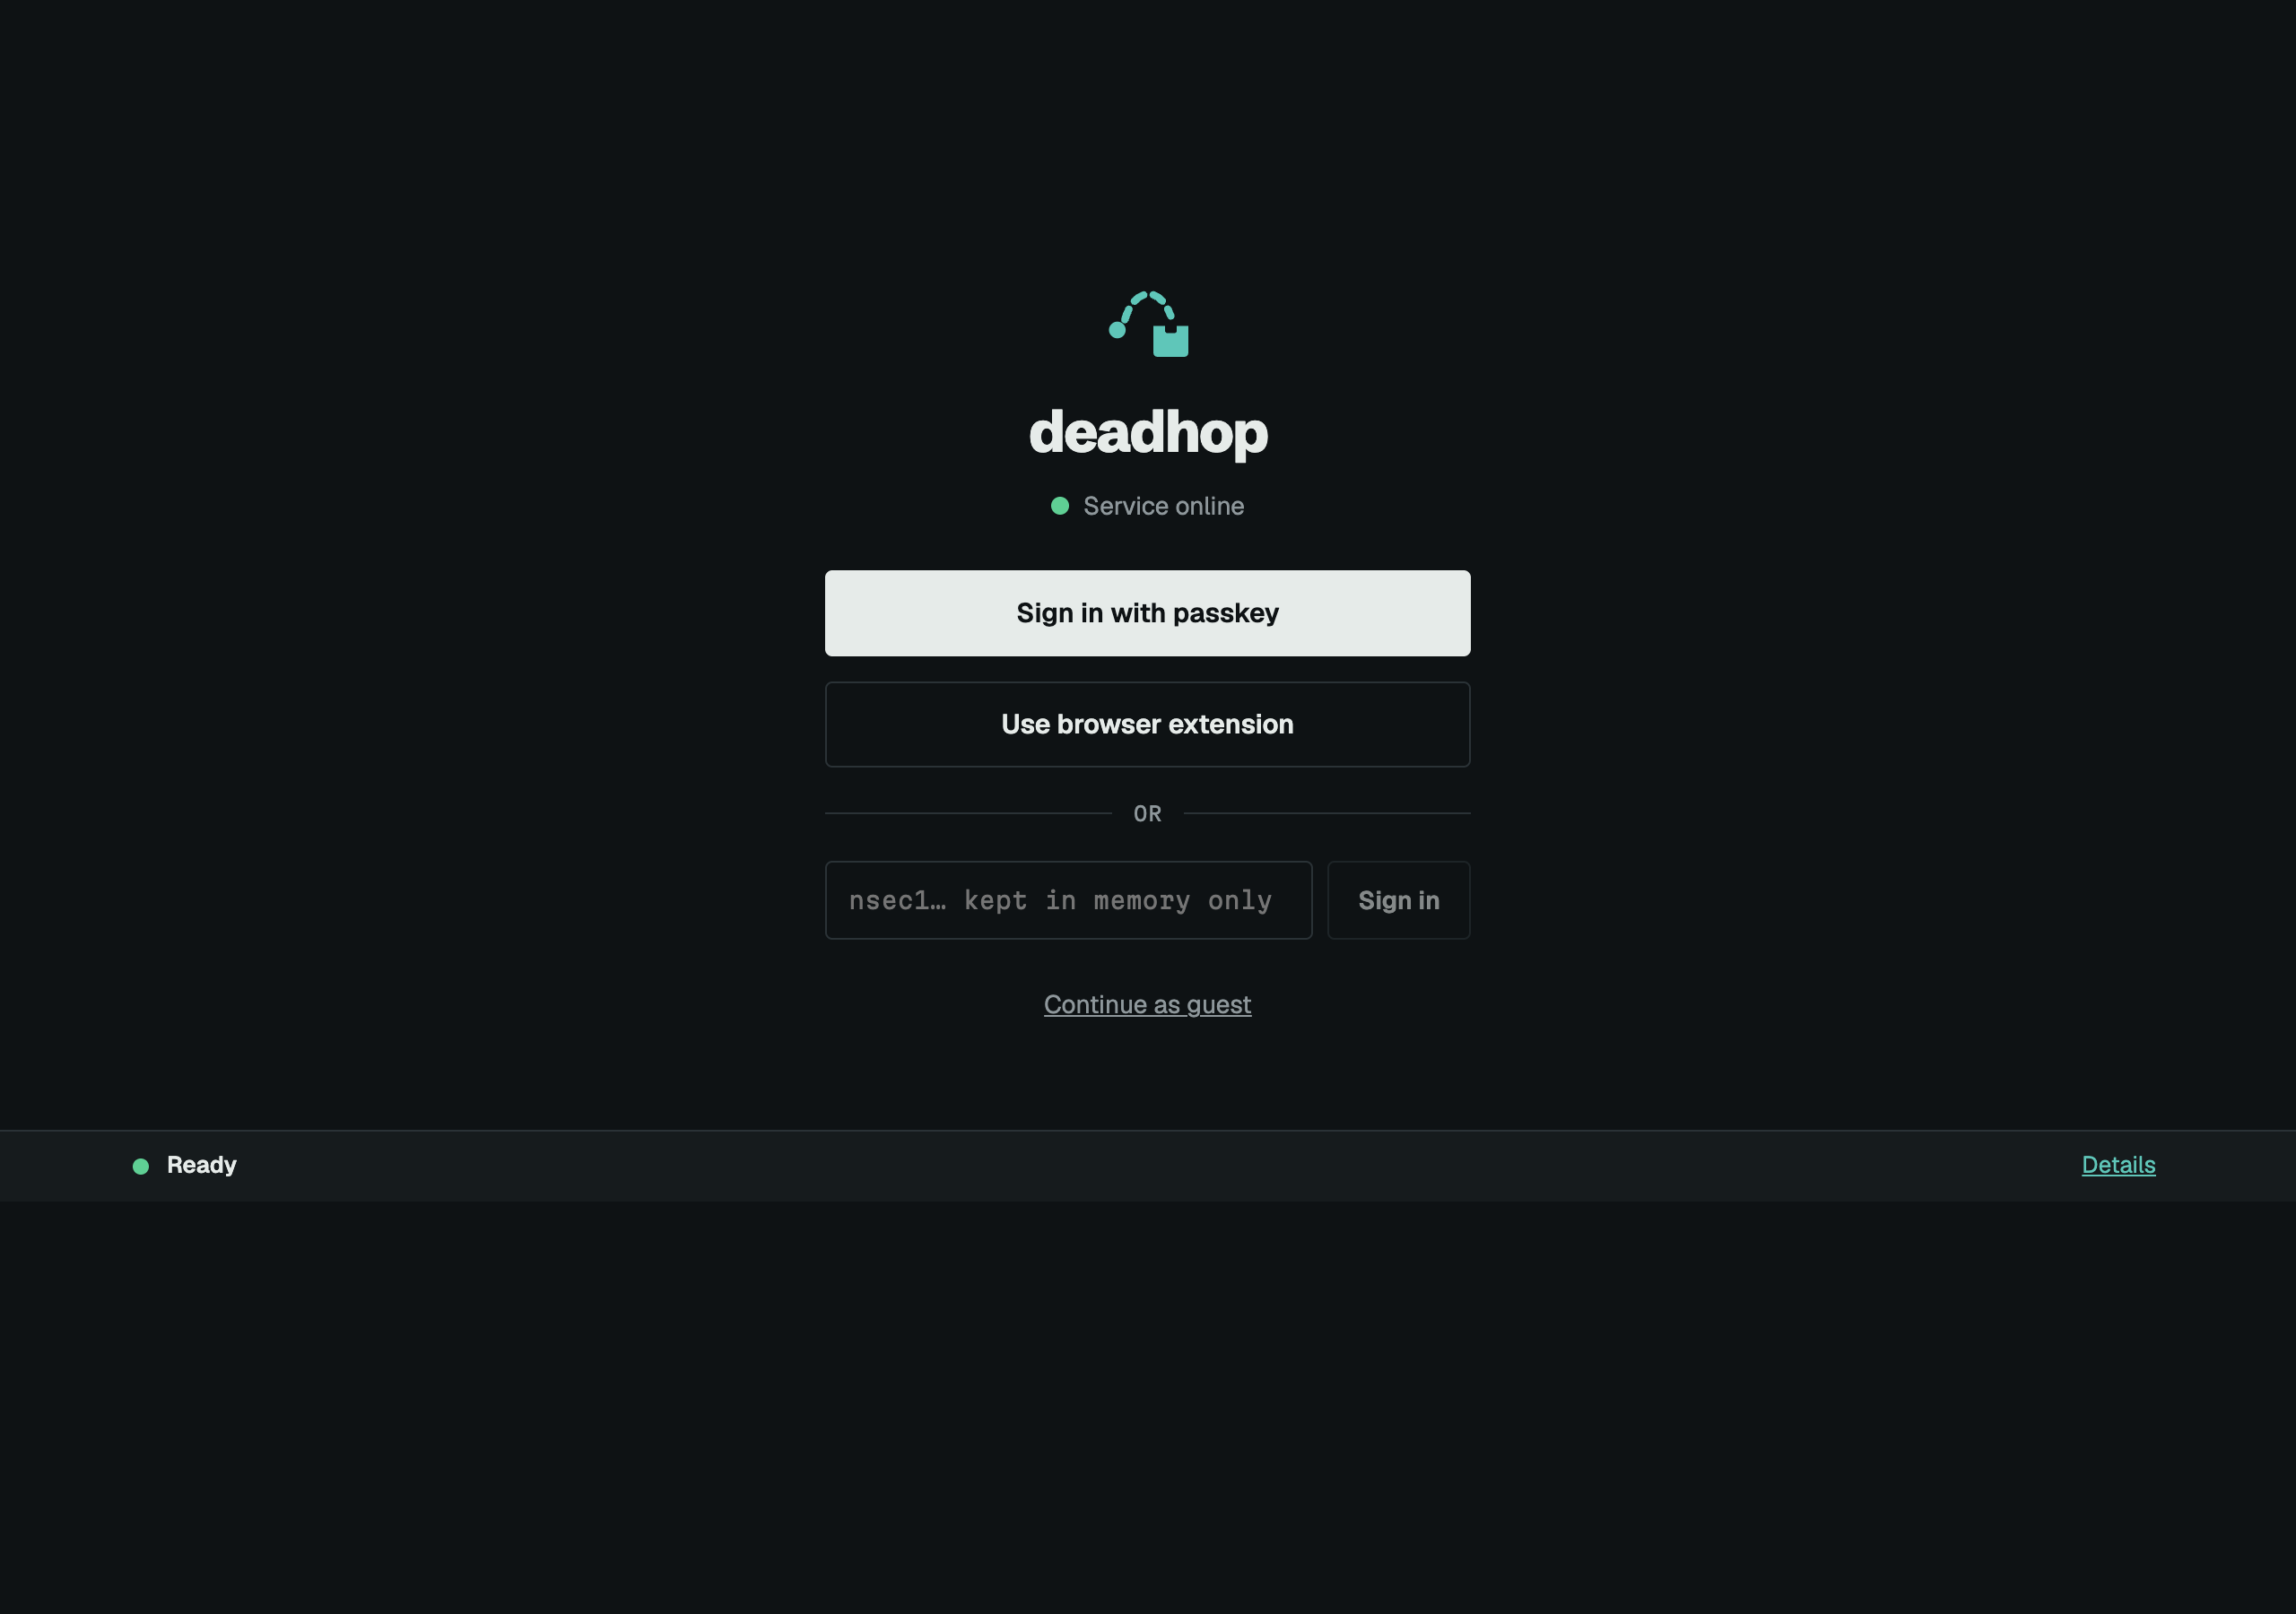 deadhop
Service online
Sign in with passkey
Use browser extension
OR
nsec1… kept in memory only
Sign in
Continue as guest
Ready
Details